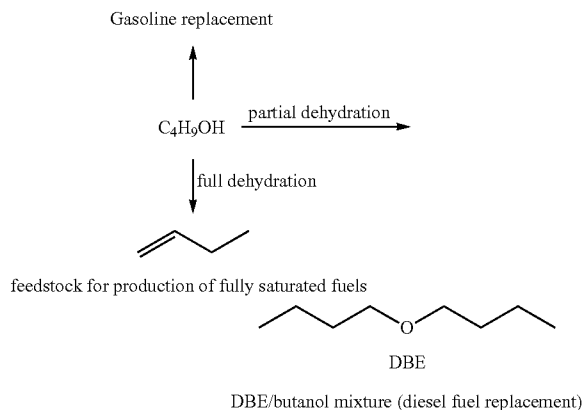 Gasoline replacement
C4H9OH
partial dehydration
full dehydration
feedstock for production of fully saturated fuels
O
DBE
DBE/butanol mixture (diesel fuel replacement)